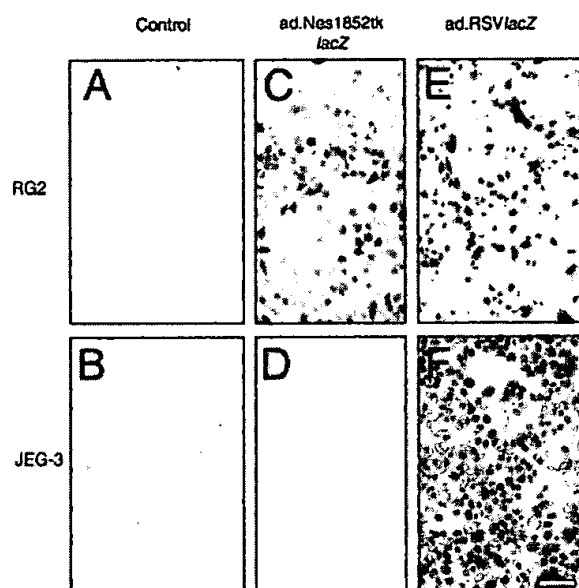 Control
ad.Nes1852tk
lacZ
ad.RSVlacZ
RG2
A
C
E
JEG-3
B
D
F